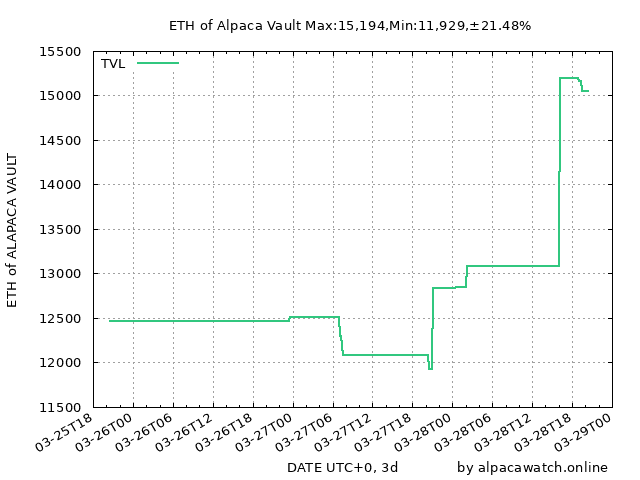 ETH of Alpaca Vault Max:15,194,Min:11,929,±21.48%
TVL
15500
15000
14500
14000
13500
13000
12500
12000
11500
ETH of ALAPACA VAULT
03-25T18
03-26T00
03-26T06
03-26T12
03-26T18
03-27T00
03-27T06
03-27T12
03-27T18
03-28T00
03-28T06
03-28T12
03-28T18
03-29T00
DATE UTC+0, 3d
by alpacawatch.online